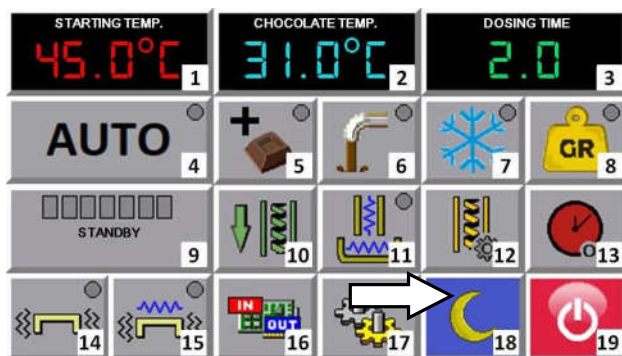 STARTING TEMP. CHOCOLATE TEMP. DOSING TIME
45.0°C 1 31.0°C 2 2.0 3
AUTO 4 + 5 6 7 GR 8
STANDBY 9 10 11 12 13
14 15 IN OUT 16 17 18 19